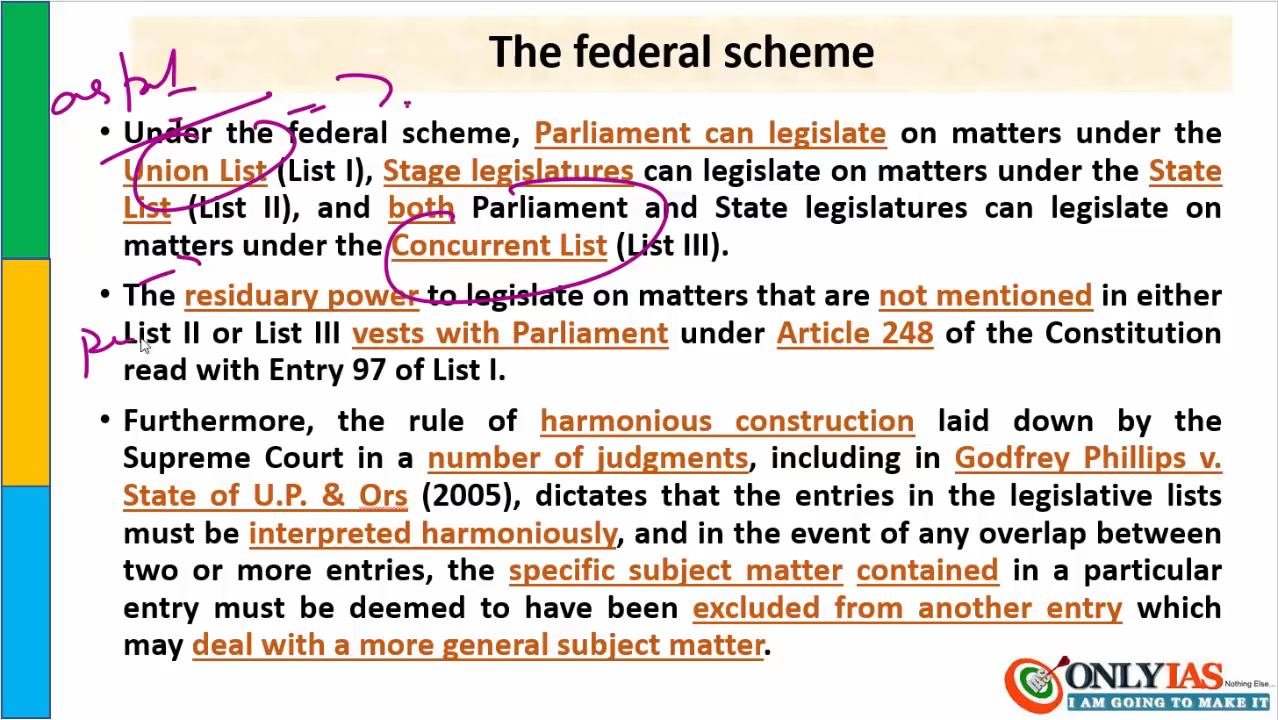 The federal scheme
• Under the federal scheme, Parliament can legislate on matters under the
Union List (List I), Stage legislatures can legislate on matters under the State
List (List II), and both Parliament and State legislatures can legislate on
matters under the Concurrent List (List III).
• The residuary power to legislate on matters that are not mentioned in either
List II or List III vests with Parliament under Article 248 of the Constitution
read with Entry 97 of List I.
• Furthermore, the rule of harmonious construction laid down by the
Supreme Court in a number of judgments, including in Godfrey Phillips v.
State of U.P. & Ors (2005), dictates that the entries in the legislative lists
must be interpreted harmoniously, and in the event of any overlap between
two or more entries, the specific subject matter contained in a particular
entry must be deemed to have been excluded from another entry which
may deal with a more general subject matter.
ONLYIAS Nothing Else...
I AM GOING TO MAKE IT